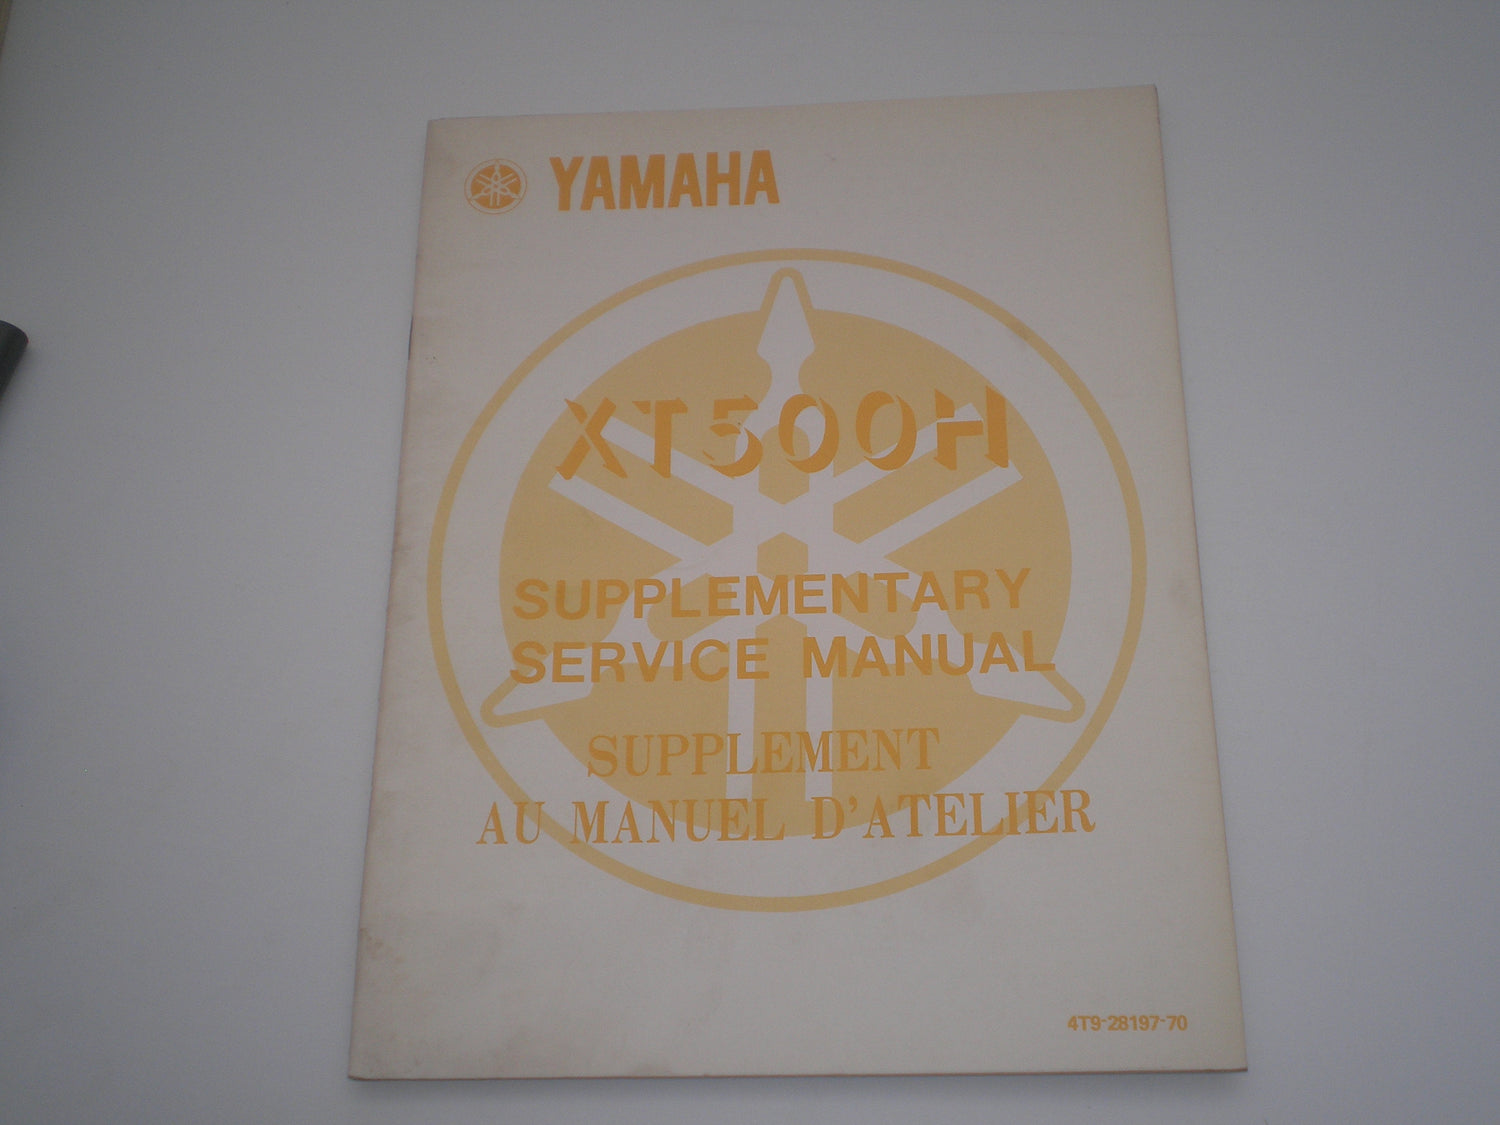 YAMAHA
XT500H
SUPPLEMENTARY
SERVICE MANUAL
SUPPLEMENT
AU MANUEL D'ATELIER
4T9-28197-70